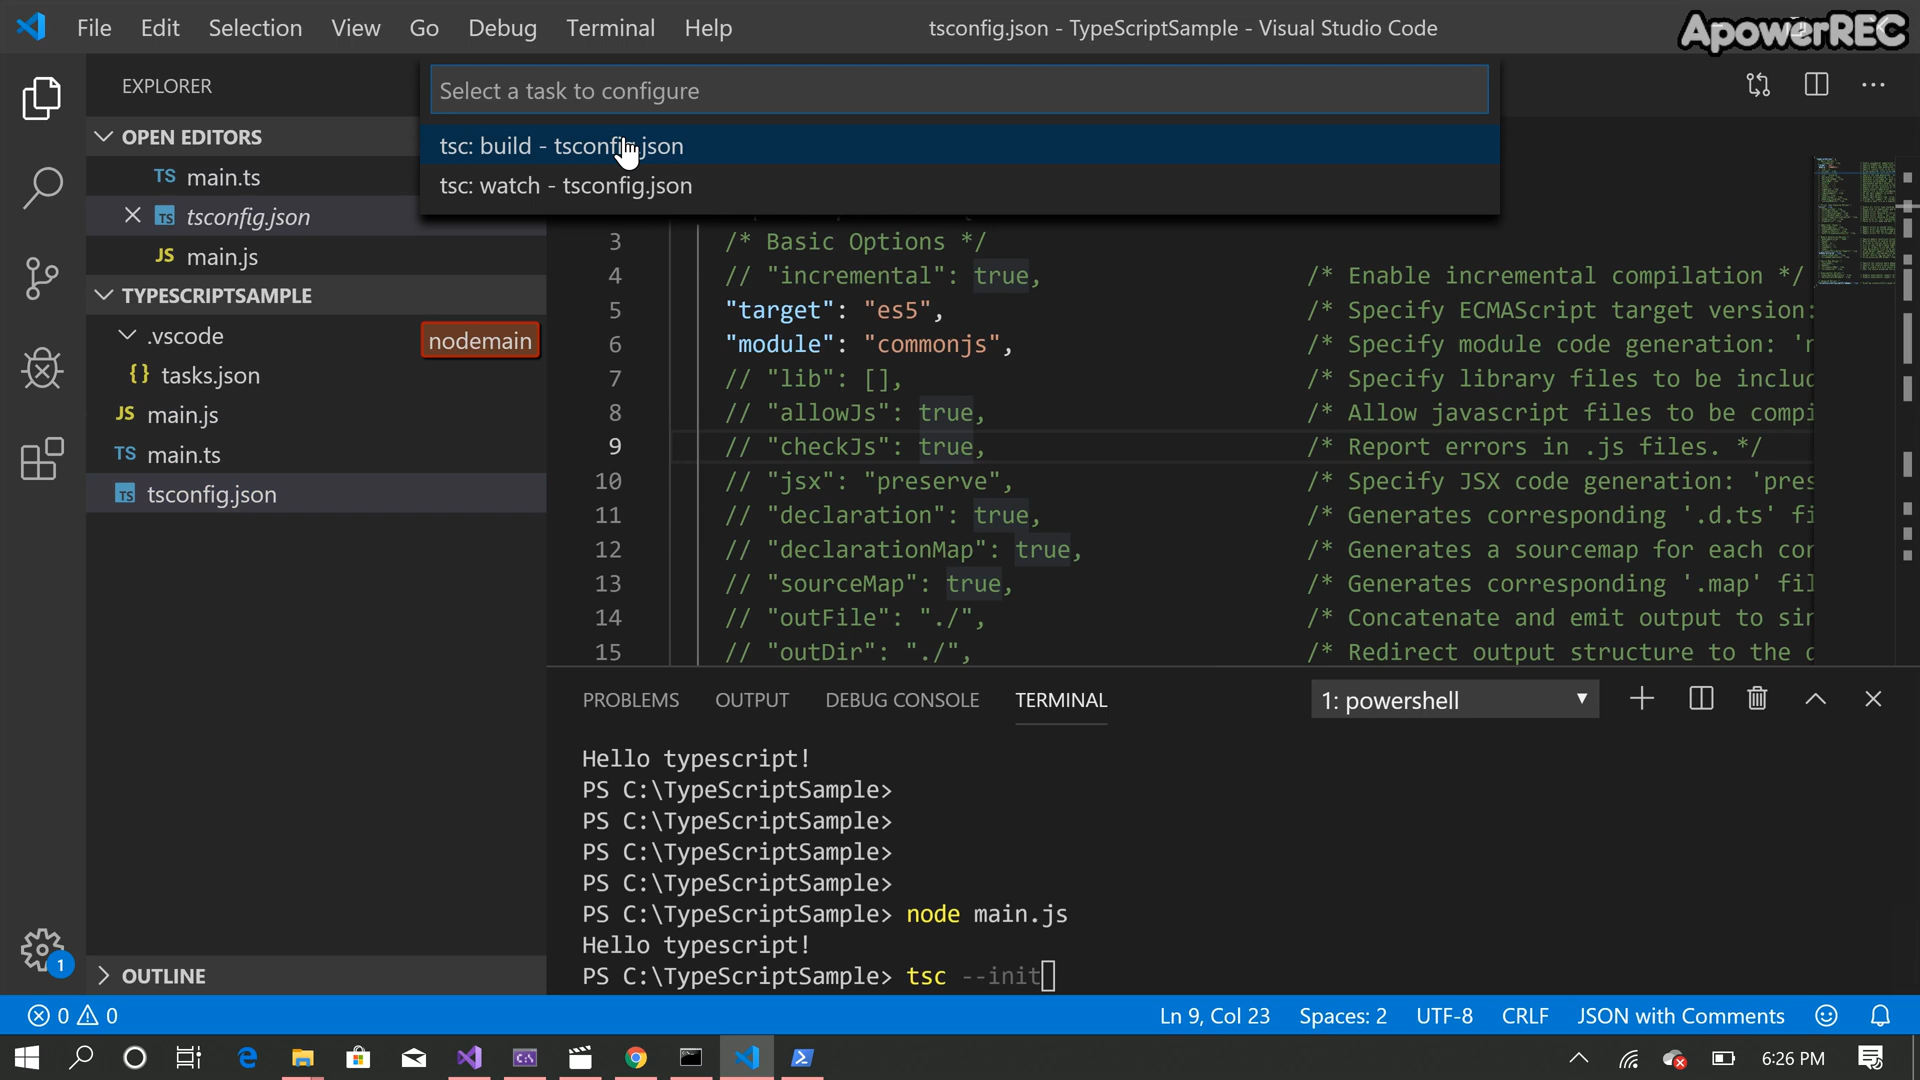 File Edit Selection View Go Debug Terminal Help
tsconfig.json - TypeScriptSample - Visual Studio Code
ApowerREC
EXPLORER
Select a task to configure
tsc: build - tsconfig.json
tsc: watch - tsconfig.json
OPEN EDITORS
TS main.ts
TS tsconfig.json
JS main.js
TYPESCRIPTSAMPLE
.vscode
nodemain
{} tasks.json
JS main.js
TS main.ts
TS tsconfig.json
OUTLINE
3 /* Basic Options */
4 // "incremental": true, /* Enable incremental compilation */
5 "target": "es5", /* Specify ECMAScript target version:
6 "module": "commonjs", /* Specify module code generation: 'n
7 // "lib": [], /* Specify library files to be includ
8 // "allowJs": true, /* Allow javascript files to be compi
9 // "checkJs": true, /* Report errors in .js files. */
10 // "jsx": "preserve", /* Specify JSX code generation: 'pres
11 // "declaration": true, /* Generates corresponding '.d.ts' fi
12 // "declarationMap": true, /* Generates a sourcemap for each cor
13 // "sourceMap": true, /* Generates corresponding '.map' fil
14 // "outFile": "./", /* Concatenate and emit output to sin
15 // "outDir": "./", /* Redirect output structure to the d
PROBLEMS OUTPUT DEBUG CONSOLE TERMINAL
1: powershell
Hello typescript!
PS C:\TypeScriptSample>
PS C:\TypeScriptSample>
PS C:\TypeScriptSample>
PS C:\TypeScriptSample>
PS C:\TypeScriptSample> node main.js
Hello typescript!
PS C:\TypeScriptSample> tsc --init
1
0 0
Ln 9, Col 23 Spaces: 2 UTF-8 CRLF JSON with Comments
6:26 PM